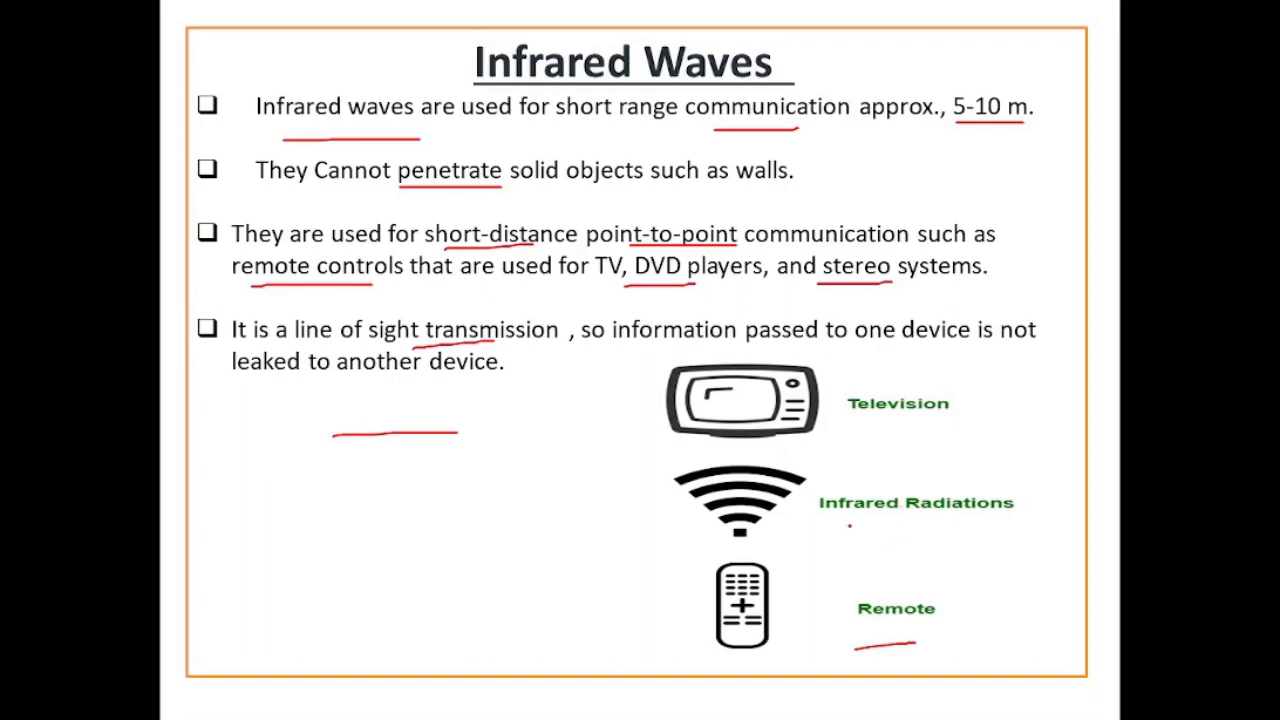 Infrared Waves
Infrared waves are used for short range communication approx., 5-10 m.
They Cannot penetrate solid objects such as walls.
They are used for short-distance point-to-point communication such as
remote controls that are used for TV, DVD players, and stereo systems.
It is a line of sight transmission , so information passed to one device is not
leaked to another device.
Television
Infrared Radiations
Remote